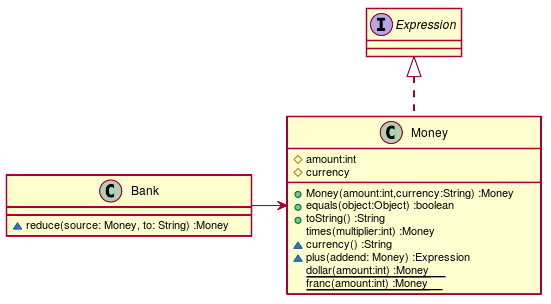 I Expression
C Money
amount:int
currency
Money(amount:int,currency:String) :Money
equals(object:Object) :boolean
toString() :String
times(multiplier:int) :Money
currency() :String
plus(addend: Money) :Expression
dollar(amount:int) :Money
franc(amount:int) :Money
C Bank
reduce(source: Money, to: String) :Money